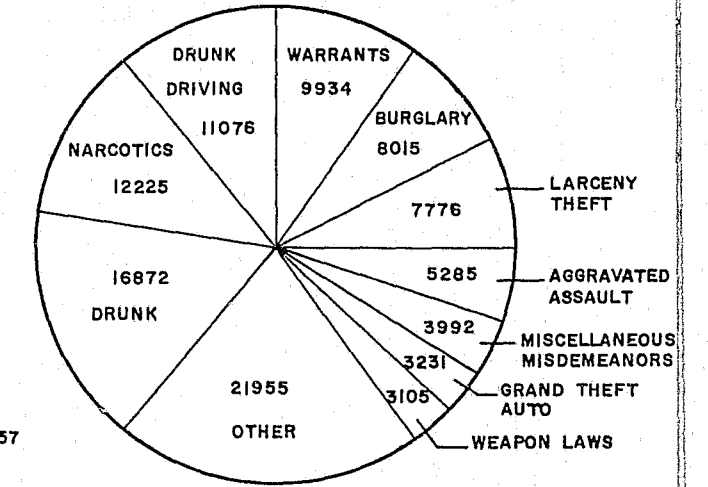 DRUNK
DRIVING
11076
WARRANTS
9934
BURGLARY
8015
7776
LARCENY
THEFT
5285
AGGRAVATED
ASSAULT
3992
MISCELLANEOUS
MISDEMEANORS
3231
GRAND THEFT
AUTO
3105
WEAPON LAWS
21955
OTHER
16872
DRUNK
NARCOTICS
12225
57